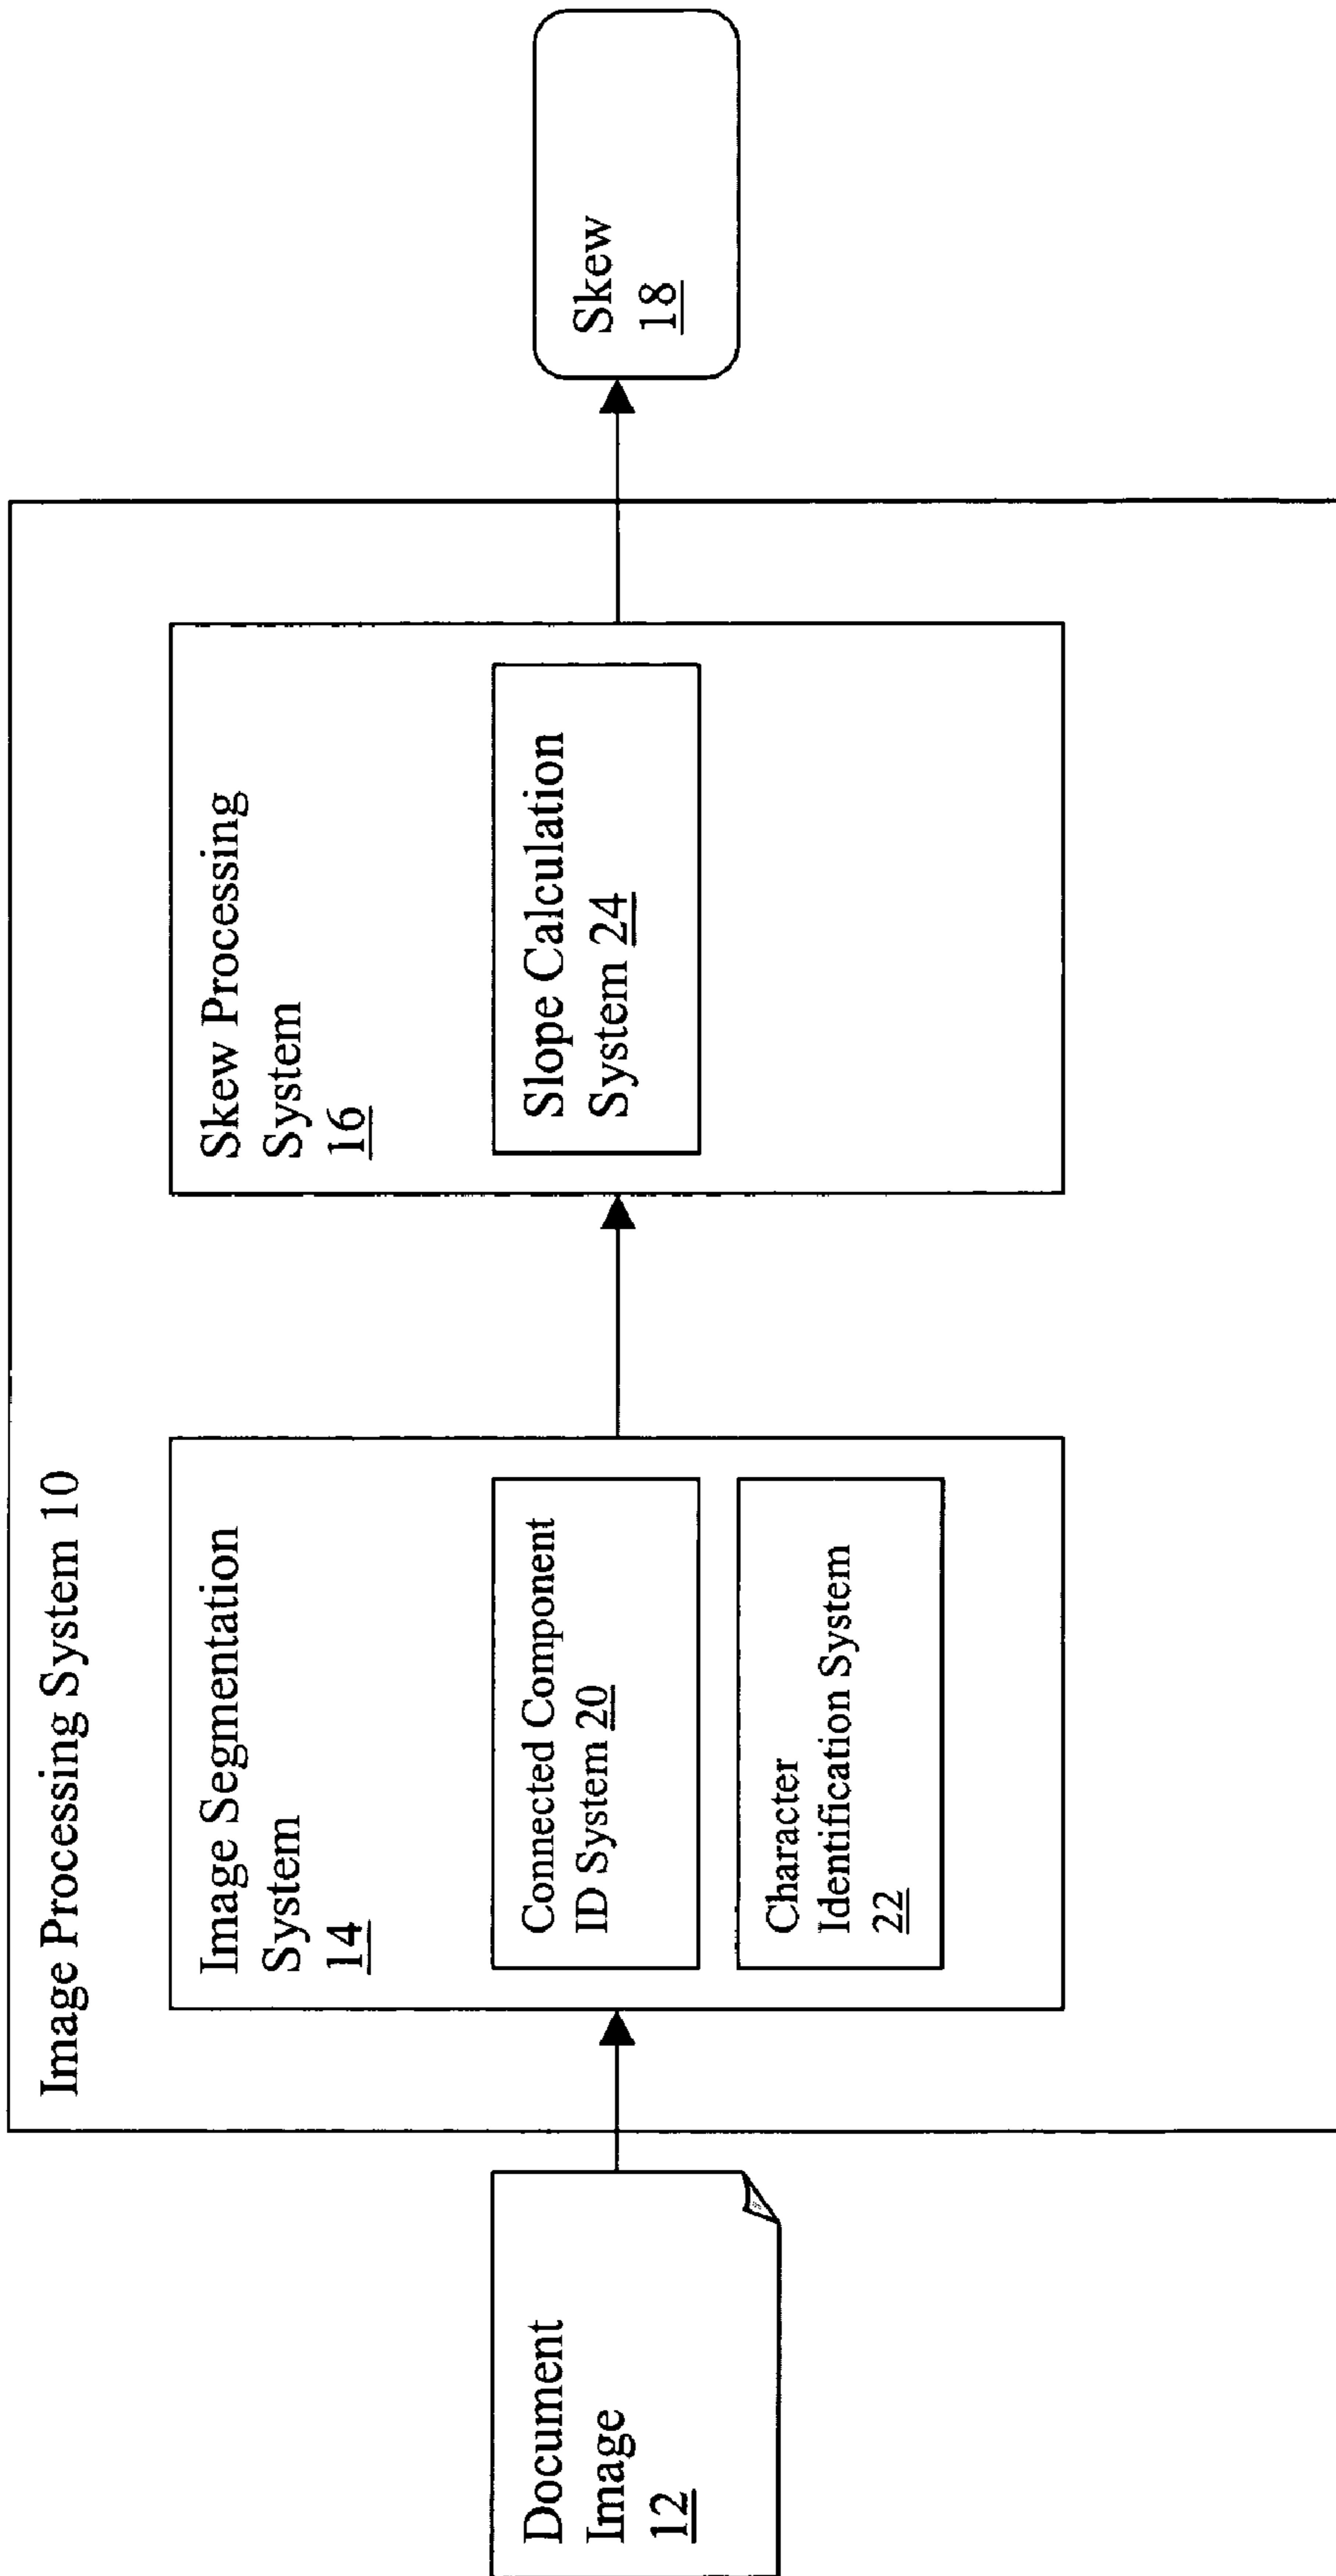 Image Processing System 10
Document
Image
12
Image Segmentation
System
14
Connected Component
ID System 20
Character
Identification System
22
Skew Processing
System
16
Slope Calculation
System 24
Skew
18